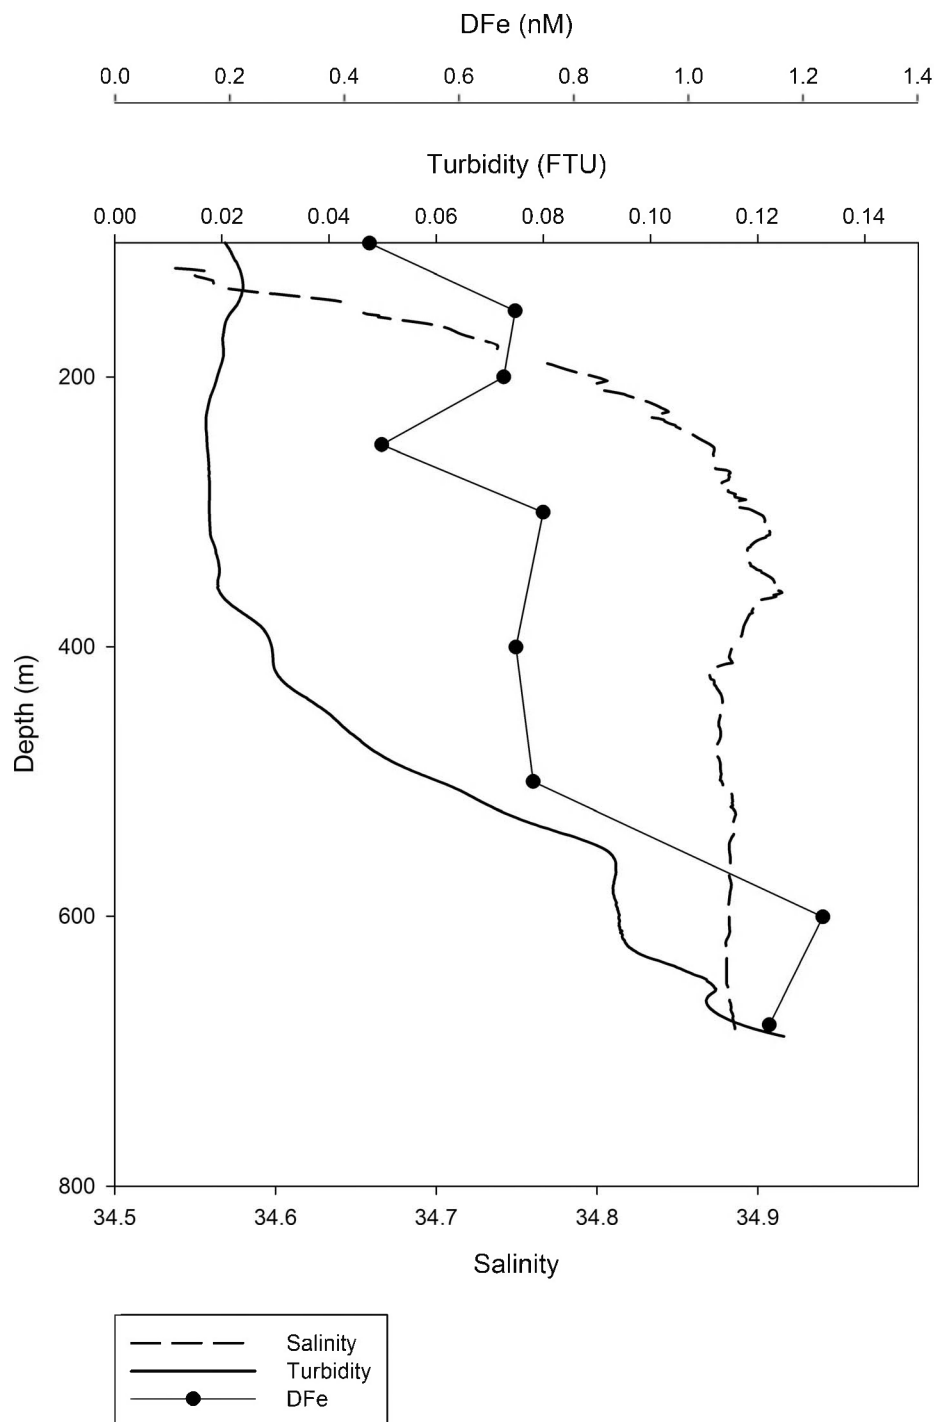 DFe (nM)
0.0 0.2 0.4 0.6 0.8 1.0 1.2 1.4
Turbidity (FTU)
0.00 0.02 0.04 0.06 0.08 0.10 0.12 0.14
200
400
600
800
Depth (m)
34.5 34.6 34.7 34.8 34.9
Salinity
Salinity
Turbidity
DFe